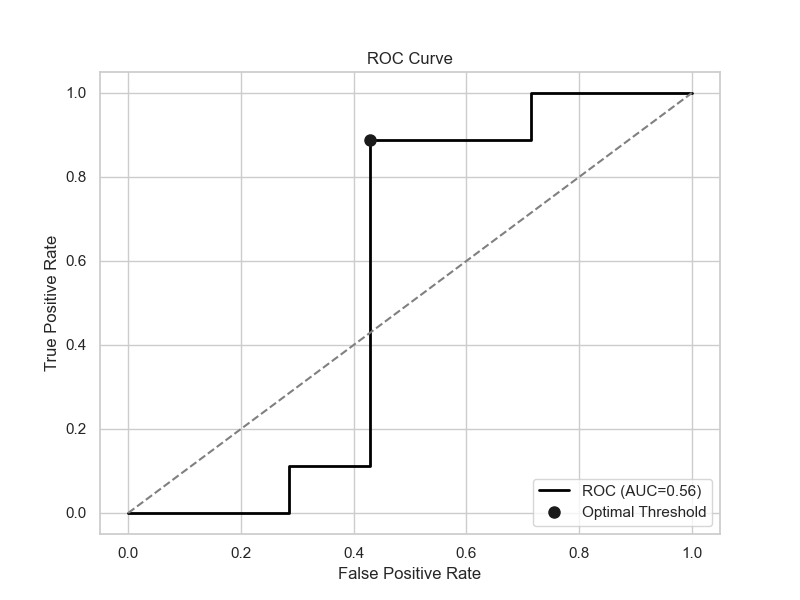 ROC Curve
1.0
0.8
0.6
0.4
0.2
0.0
True Positive Rate
0.0 0.2 0.4 0.6 0.8 1.0
False Positive Rate
ROC (AUC=0.56)
Optimal Threshold